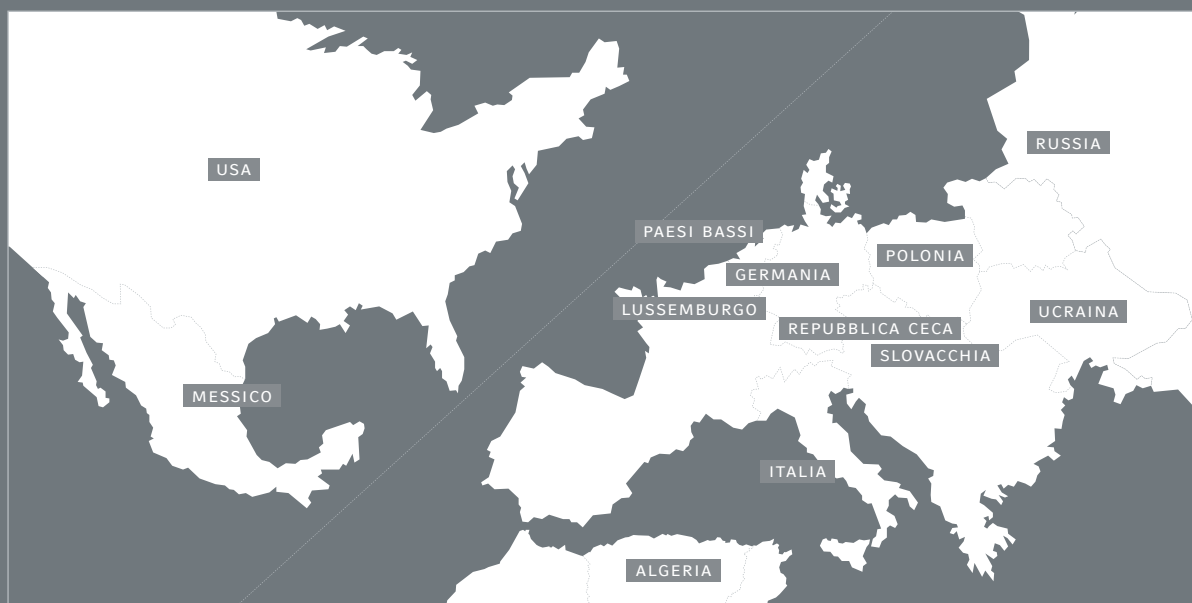 RUSSIA
USA
PAESI BASSI
POLONIA
GERMANIA
LUSSEMBURGO
UCRAINA
REPUBBLICA CECA
SLOVACCHIA
MESSICO
ITALIA
ALGERIA